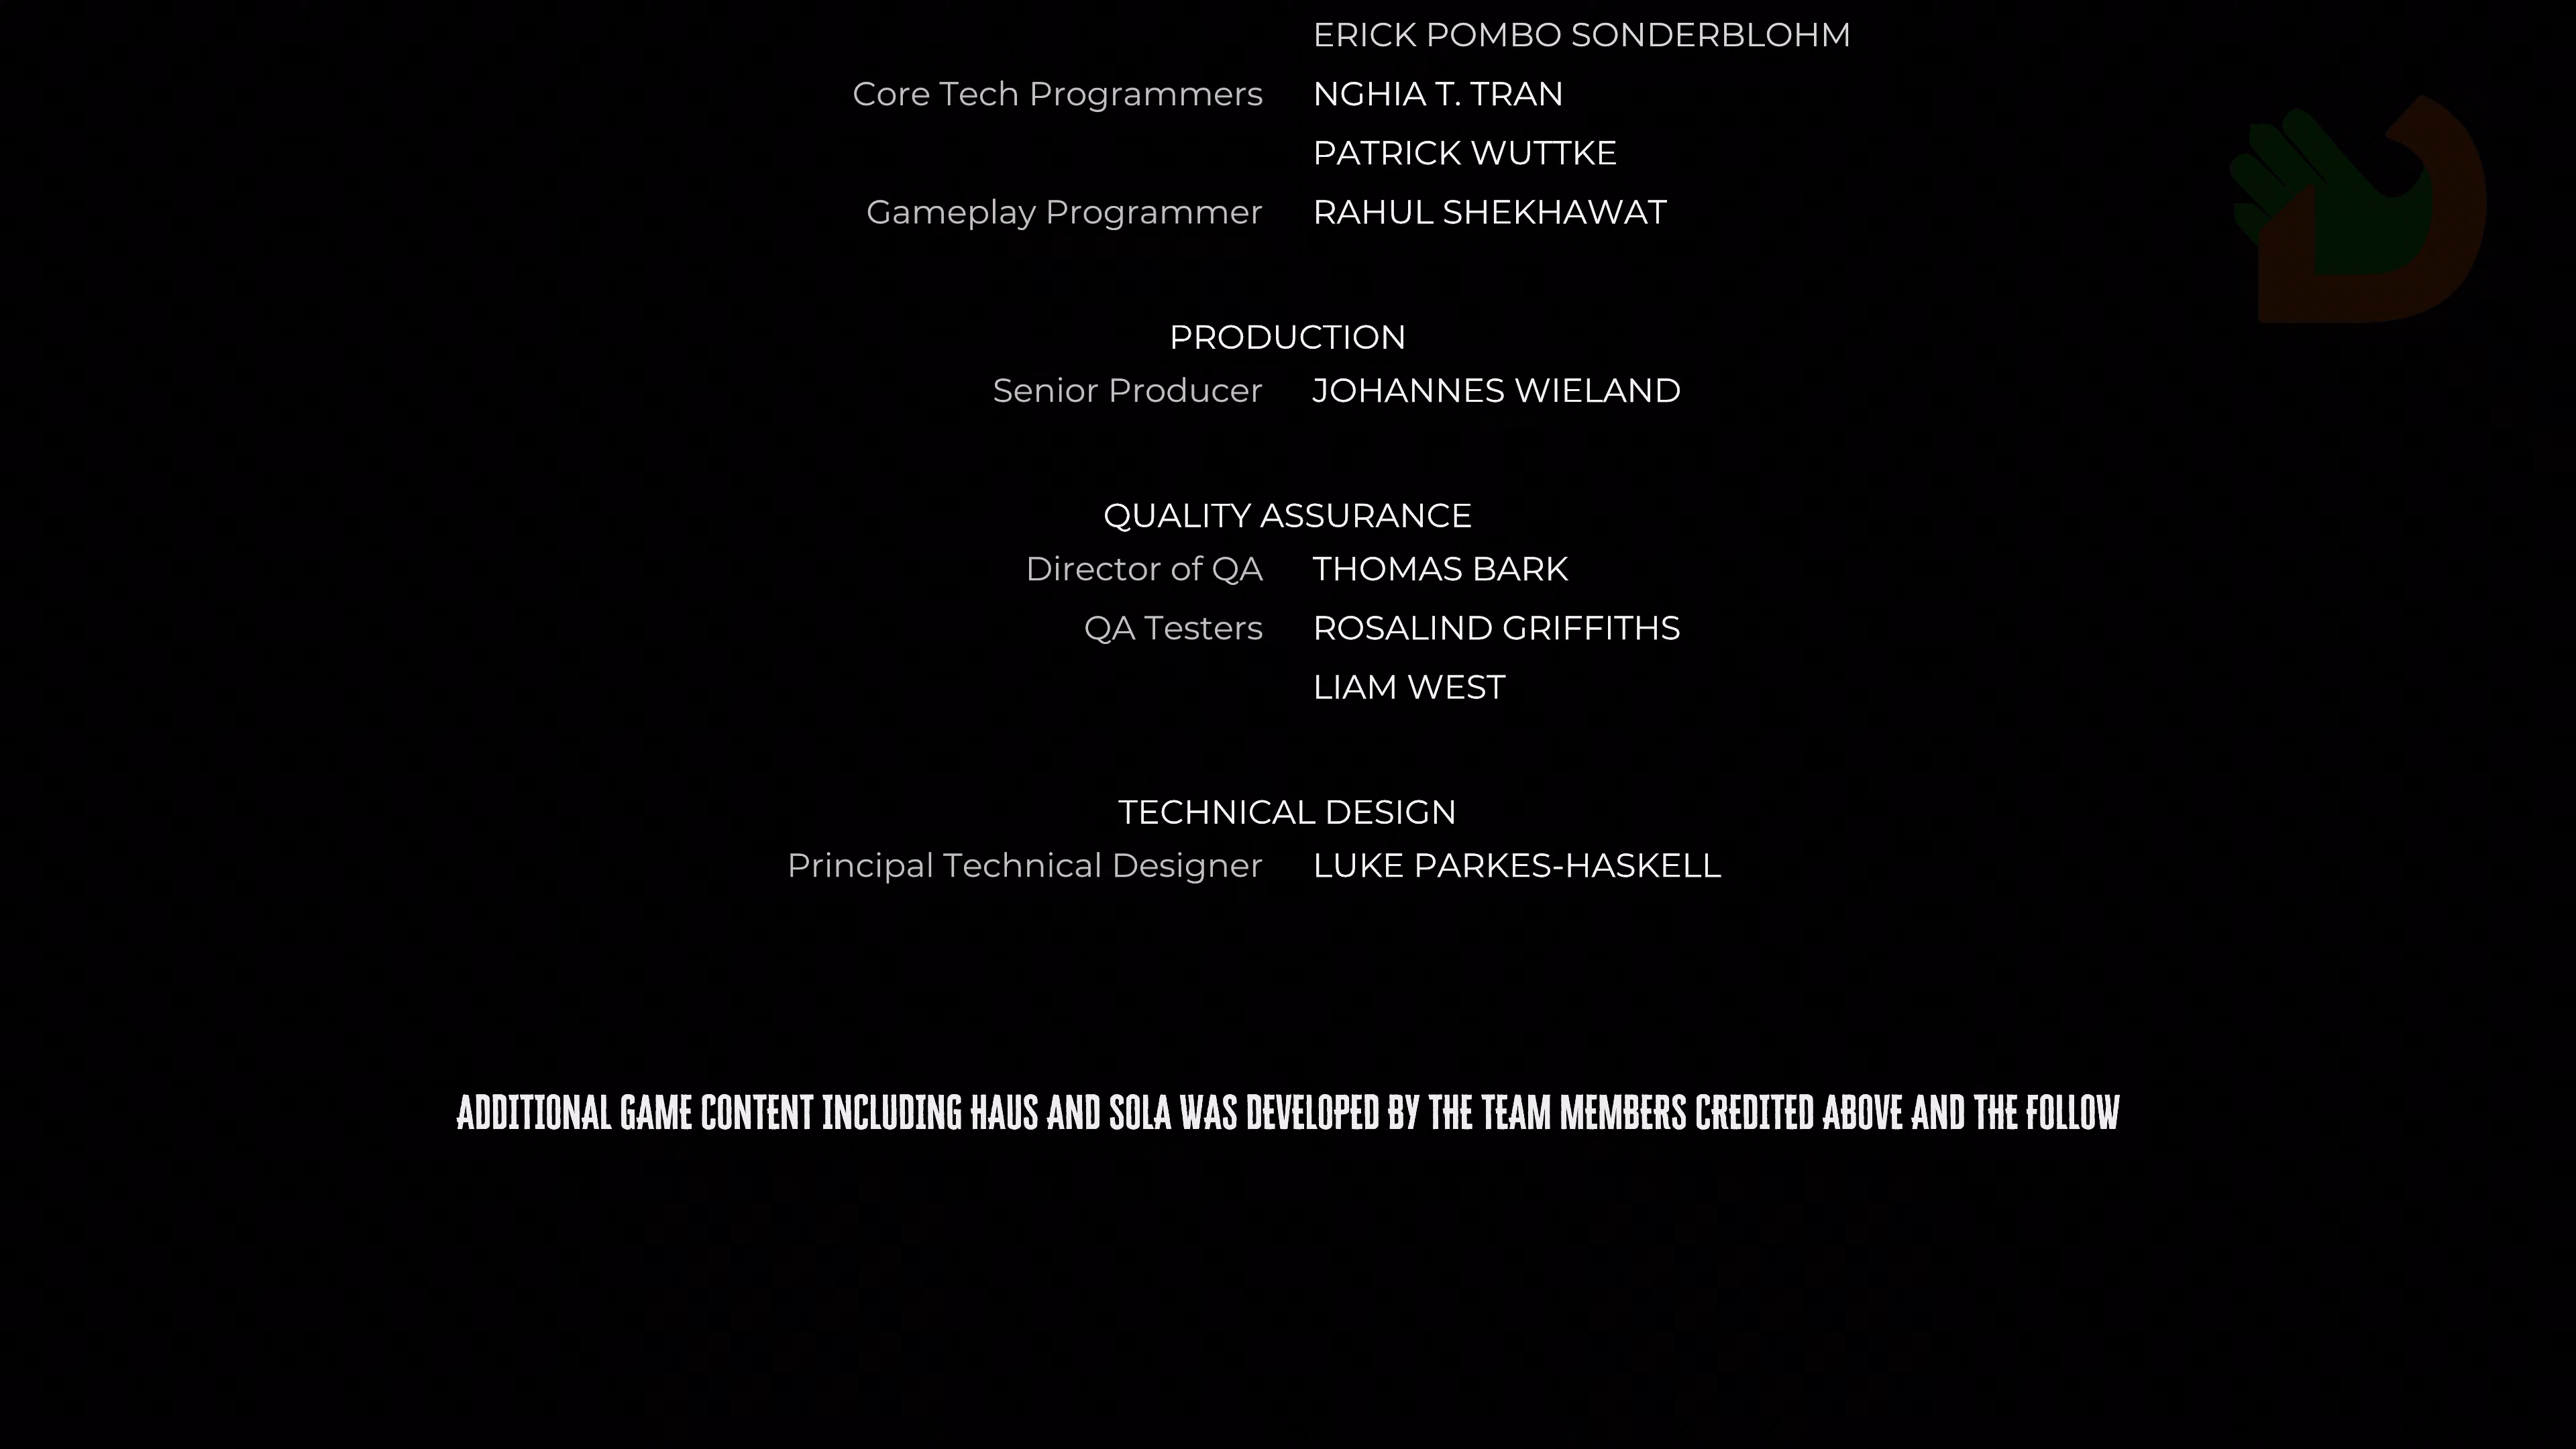 ERICK POMBO SONDERBLOHM
Core Tech Programmers NGHIA T. TRAN
PATRICK WUTTKE
Gameplay Programmer RAHUL SHEKHAWAT
PRODUCTION
Senior Producer JOHANNES WIELAND
QUALITY ASSURANCE
Director of QA THOMAS BARK
QA Testers ROSALIND GRIFFITHS
LIAM WEST
TECHNICAL DESIGN
Principal Technical Designer LUKE PARKES-HASKELL
ADDITIONAL GAME CONTENT INCLUDING HAUS AND SOLA WAS DEVELOPED BY THE TEAM MEMBERS CREDITED ABOVE AND THE FOLLOW